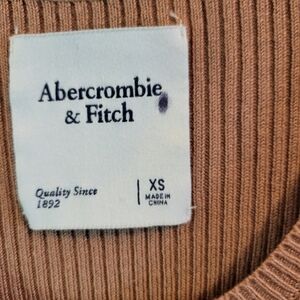 Abercrombie
& Fitch
Quality Since
1892
XS
MADE IN
CHINA